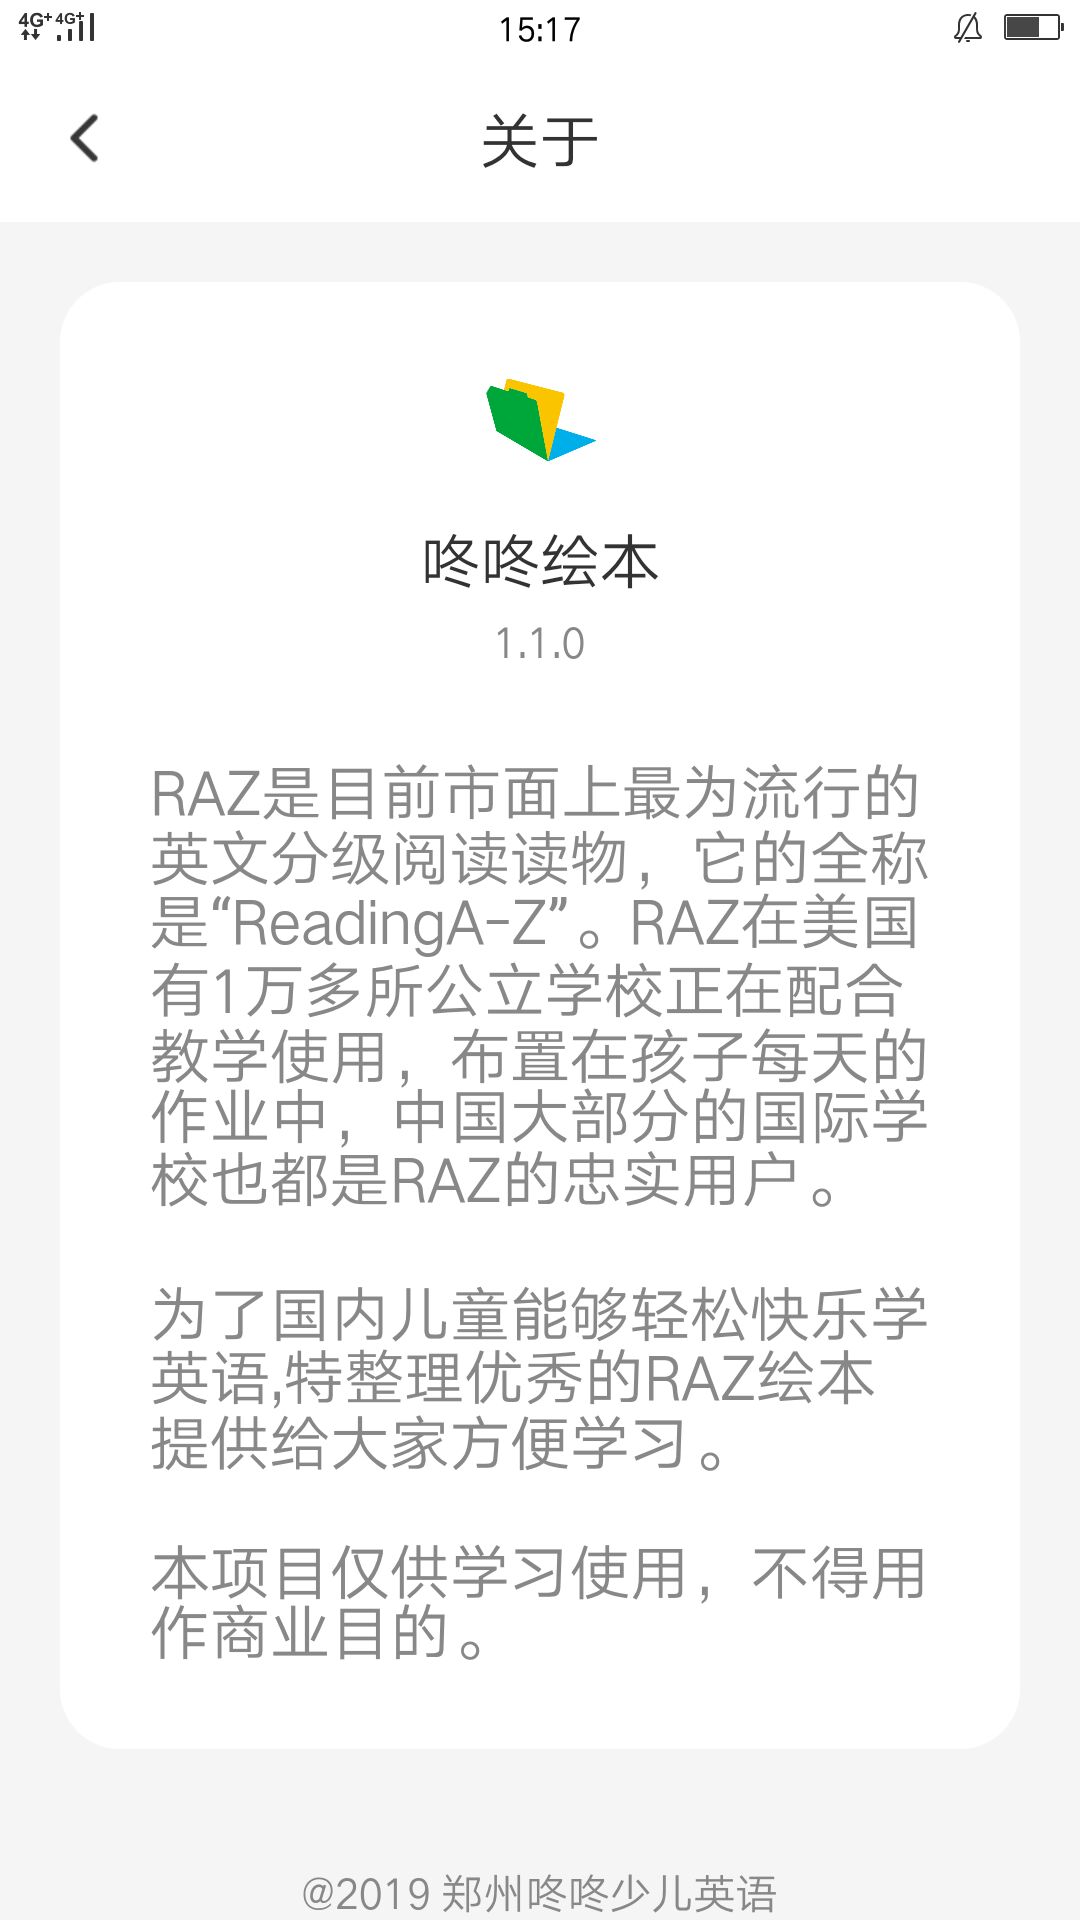 4G+ 4G+ 15:17
关于
咚咚绘本
1.1.0
RAZ是目前市面上最为流行的
英文分级阅读读物，它的全称
是“ReadingA-Z”。RAZ在美国
有1万多所公立学校正在配合
教学使用，布置在孩子每天的
作业中，中国大部分的国际学
校也都是RAZ的忠实用户。
为了国内儿童能够轻松快乐学
英语,特整理优秀的RAZ绘本
提供给大家方便学习。
本项目仅供学习使用，不得用
作商业目的。
@2019 郑州咚咚少儿英语